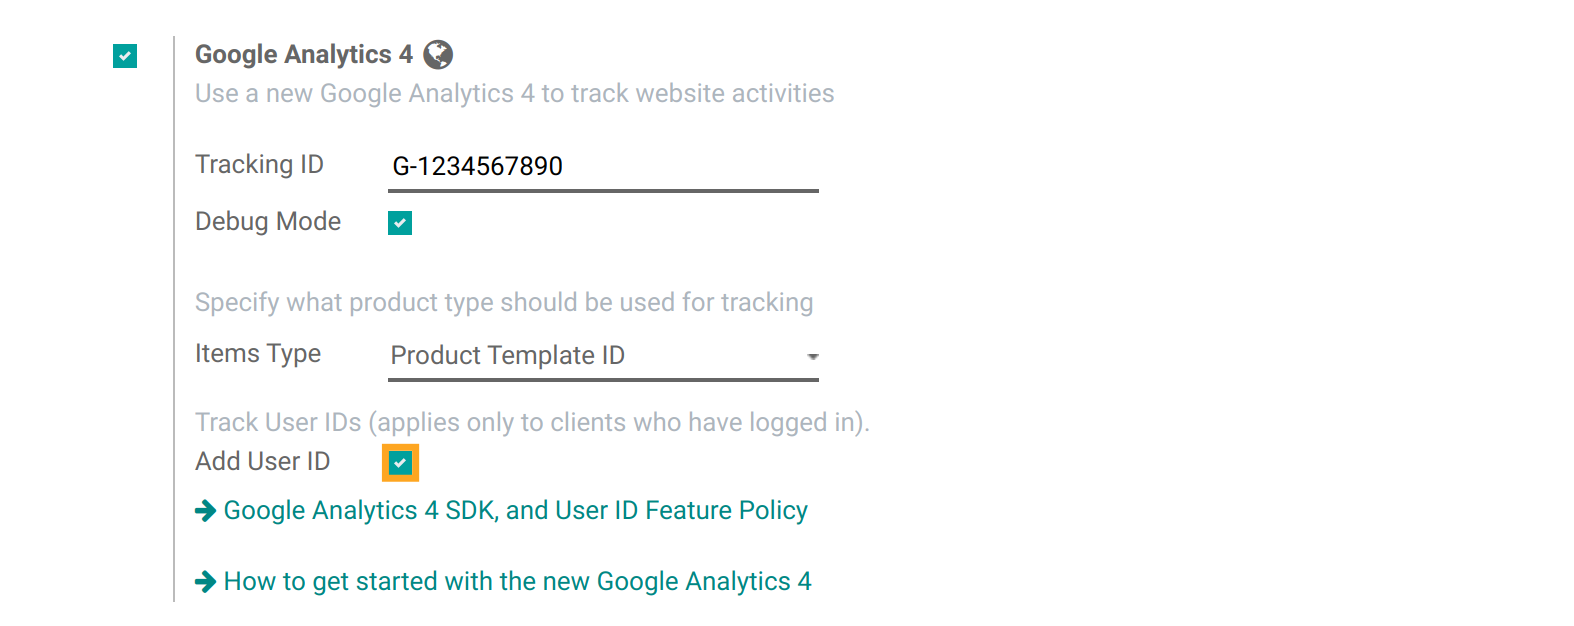 Google Analytics 4
Use a new Google Analytics 4 to track website activities
Tracking ID G-1234567890
Debug Mode
Specify what product type should be used for tracking
Items Type Product Template ID
Track User IDs (applies only to clients who have logged in).
Add User ID
Google Analytics 4 SDK, and User ID Feature Policy
How to get started with the new Google Analytics 4